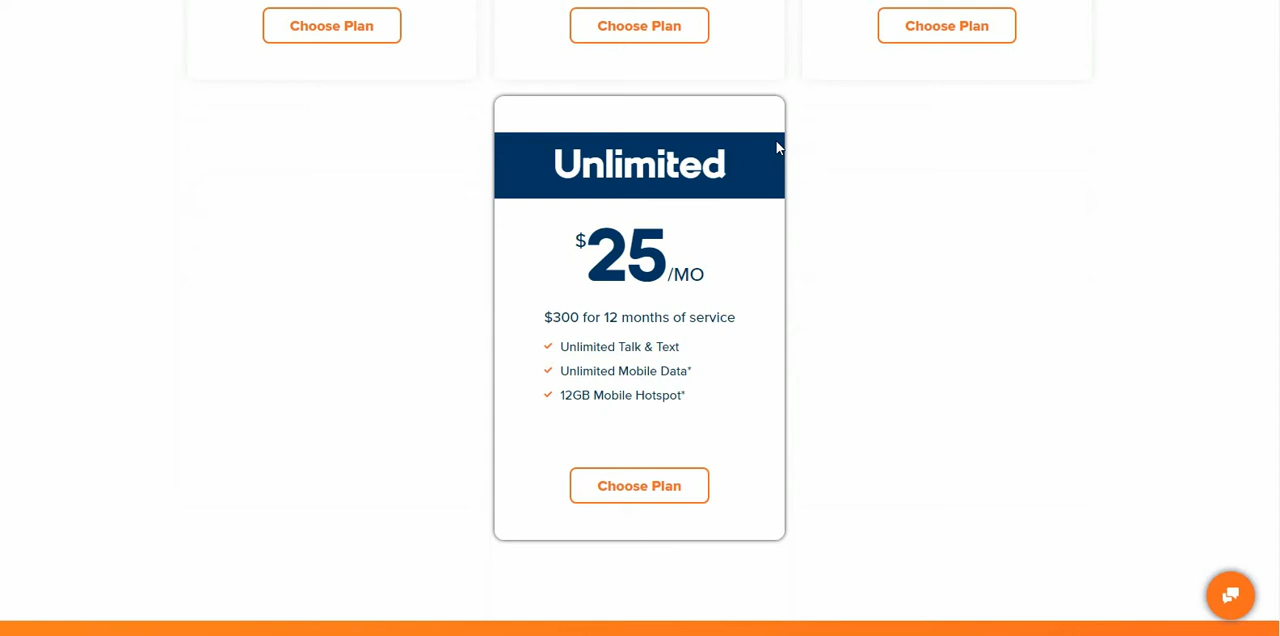 Choose Plan Choose Plan Choose Plan
Unlimited
$25/MO
$300 for 12 months of service
Unlimited Talk & Text
Unlimited Mobile Data*
12GB Mobile Hotspot*
Choose Plan